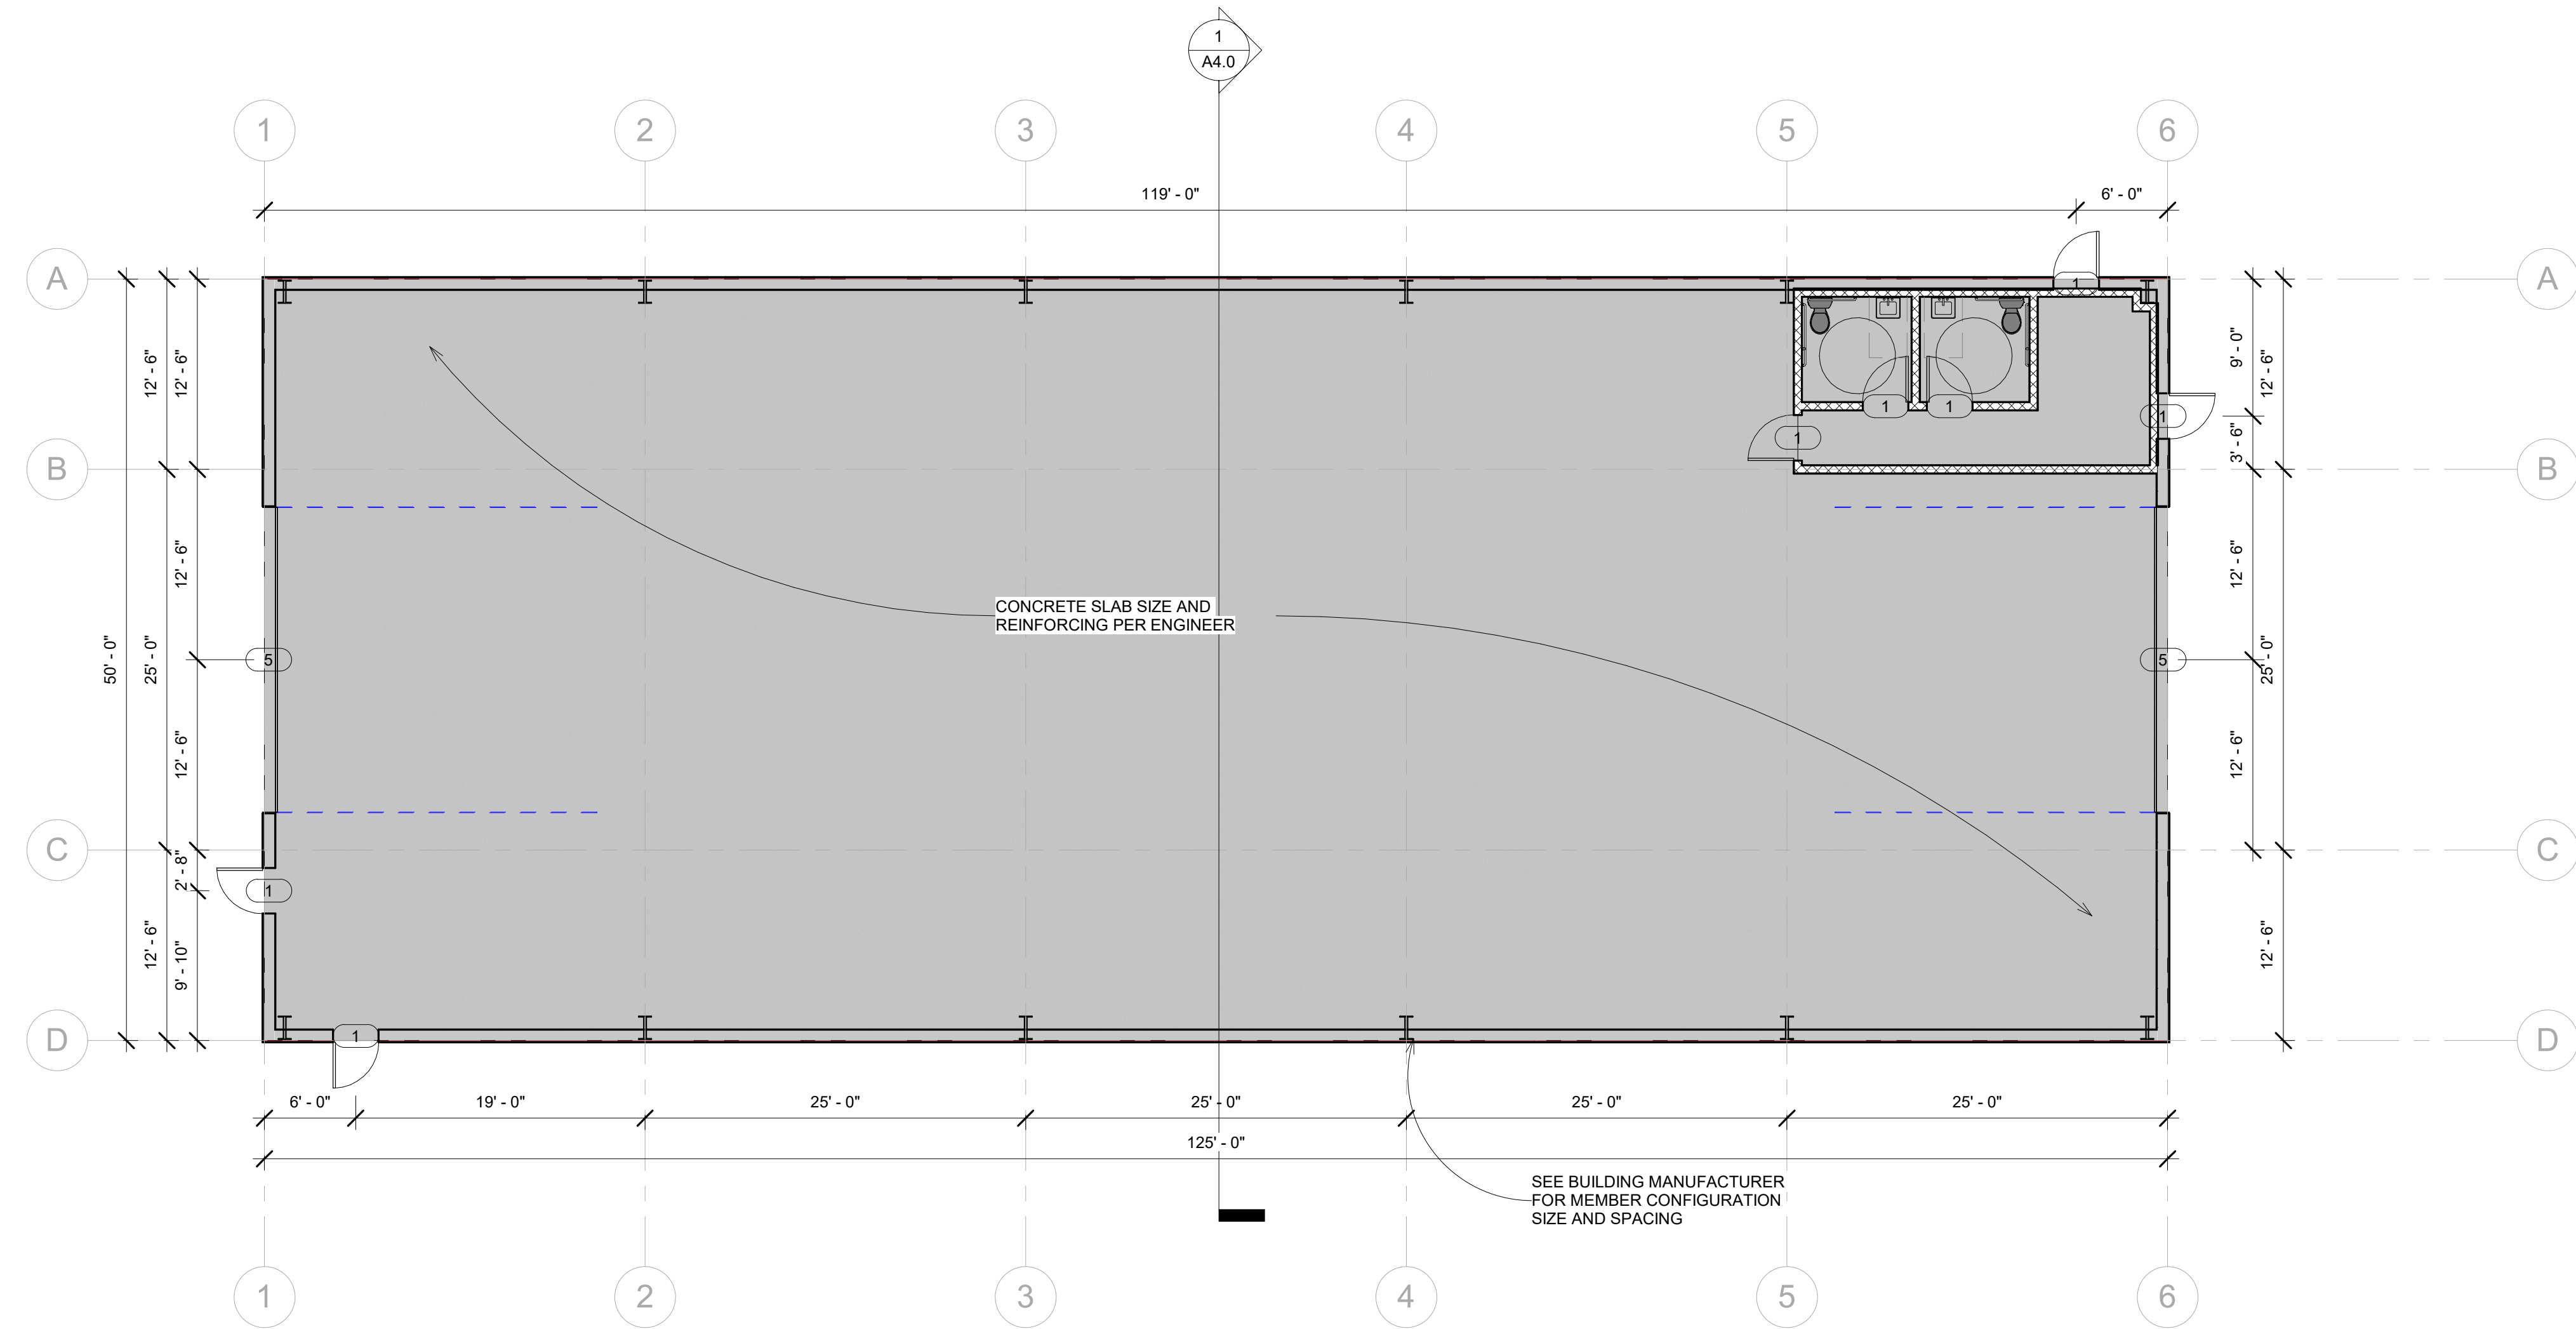 1
A4.0
1
2
3
4
5
6
119' - 0"
6' - 0"
A
A
1
12' - 6"
12' - 6"
9' - 0"
12' - 6"
1
1
1
1
3' - 6"
B
B
12' - 6"
12' - 6"
CONCRETE SLAB SIZE AND
REINFORCING PER ENGINEER
50' - 0"
25' - 0"
5
5
25' - 0"
12' - 6"
12' - 6"
C
C
2' - 8"
1
12' - 6"
9' - 10"
12' - 6"
1
D
D
6' - 0"
19' - 0"
25' - 0"
25' - 0"
25' - 0"
25' - 0"
125' - 0"
SEE BUILDING MANUFACTURER
FOR MEMBER CONFIGURATION
SIZE AND SPACING
1
2
3
4
5
6